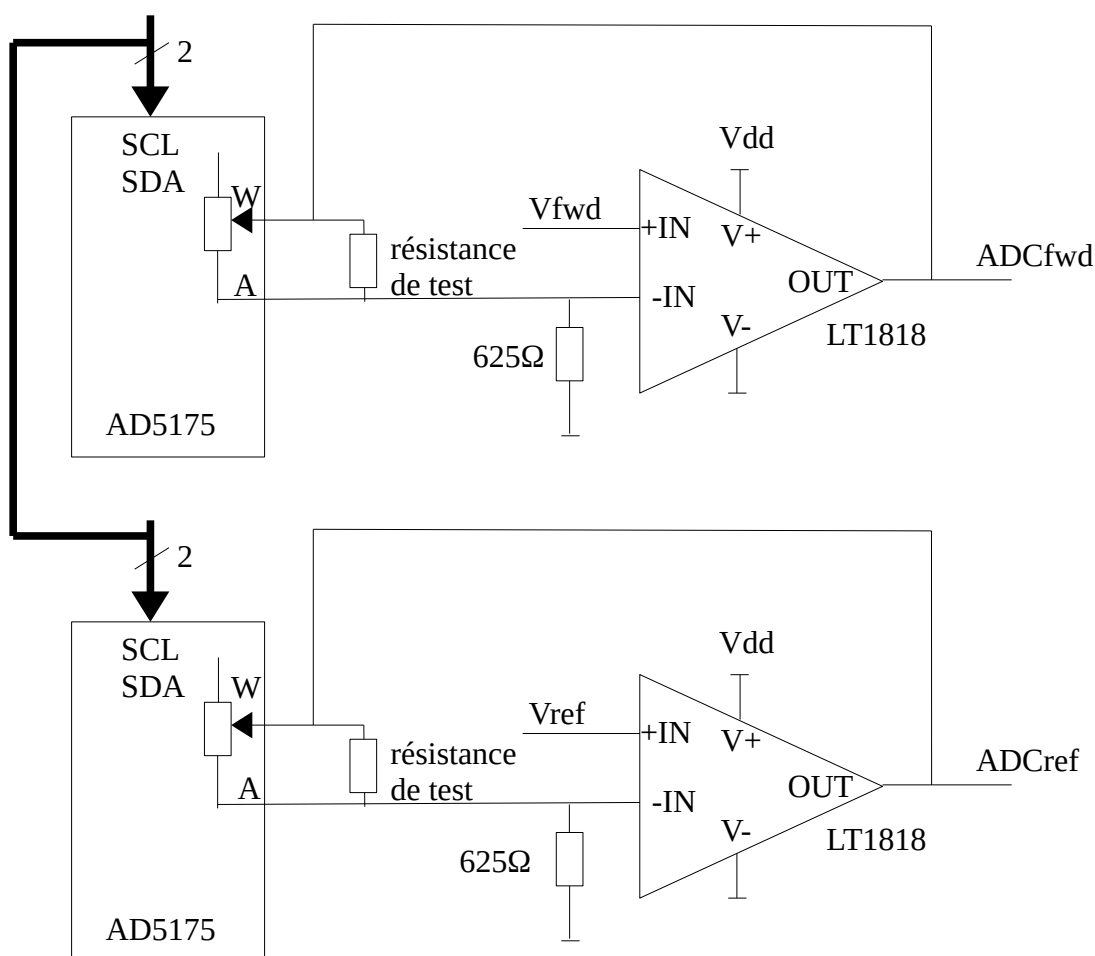 2
SCL
SDA
W
A
AD5175
résistance
de test
625Ω
Vfwd
+IN
-IN
Vdd
V+
OUT
V-
LT1818
ADCfwd
2
SCL
SDA
W
A
AD5175
résistance
de test
625Ω
Vref
+IN
-IN
Vdd
V+
OUT
V-
LT1818
ADCref